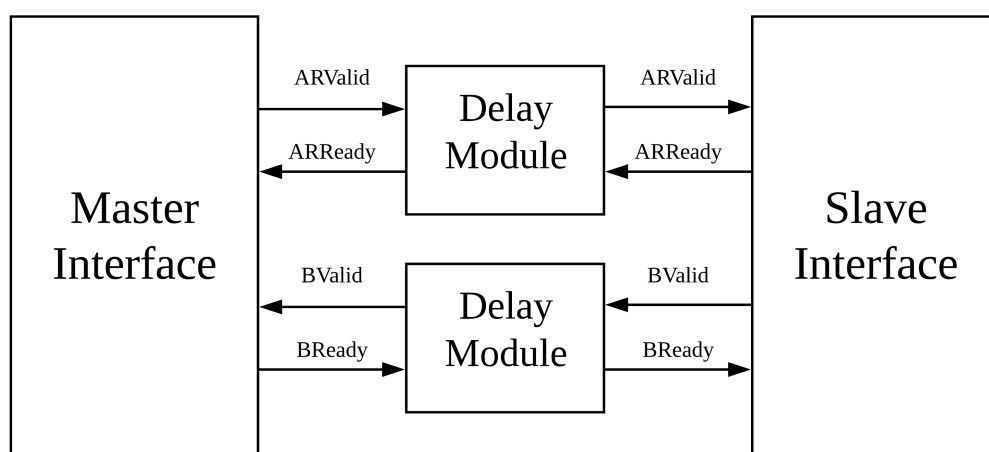 ARValid
ARValid
Delay
Module
ARReady
ARReady
Master
Interface
Slave
Interface
BValid
BValid
Delay
Module
BReady
BReady